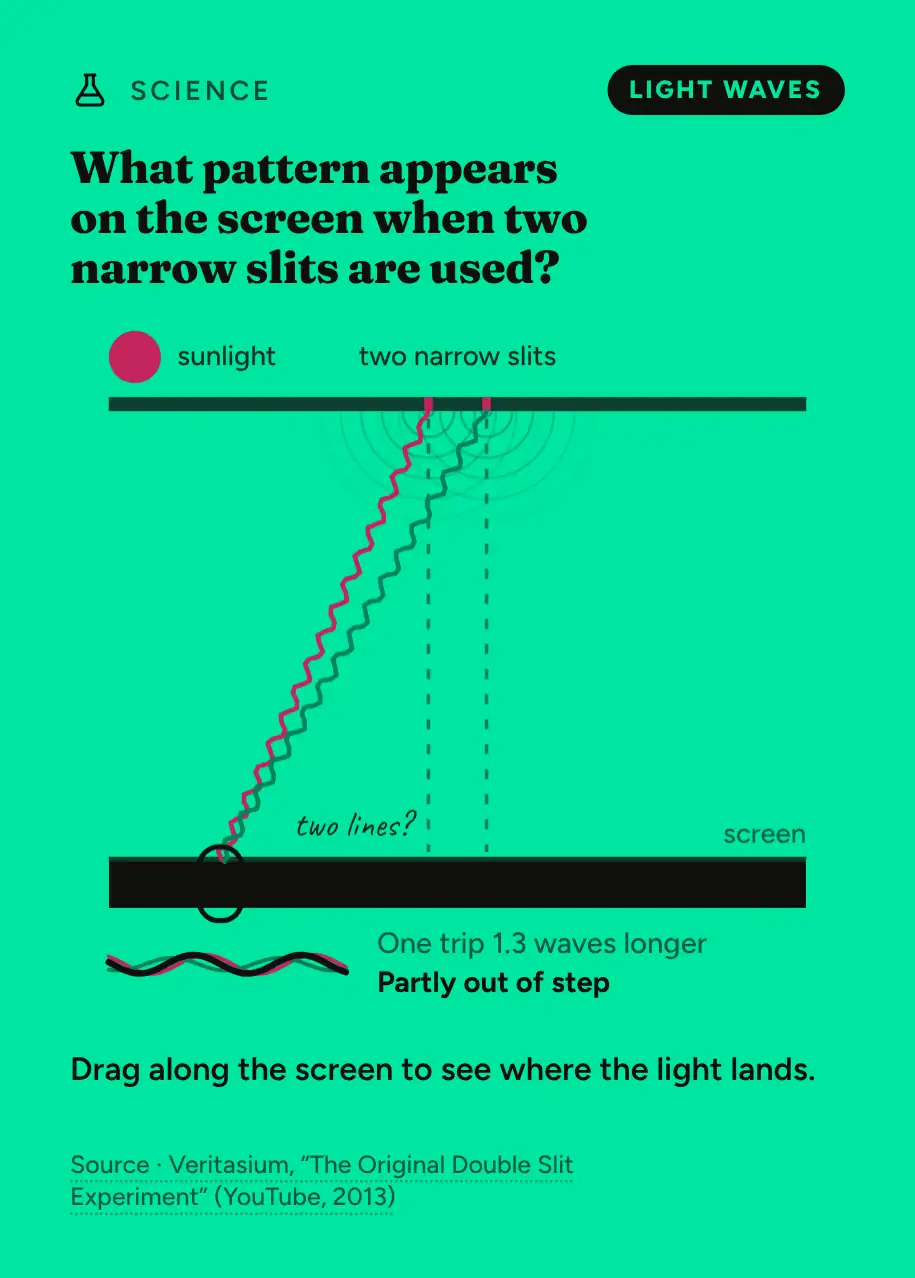 SCIENCE
LIGHT WAVES
What pattern appears
on the screen when two
narrow slits are used?
sunlight
two narrow slits
two lines?
screen
One trip 1.3 waves longer
Partly out of step
Drag along the screen to see where the light lands.
Source · Veritasium, “The Original Double Slit
Experiment” (YouTube, 2013)